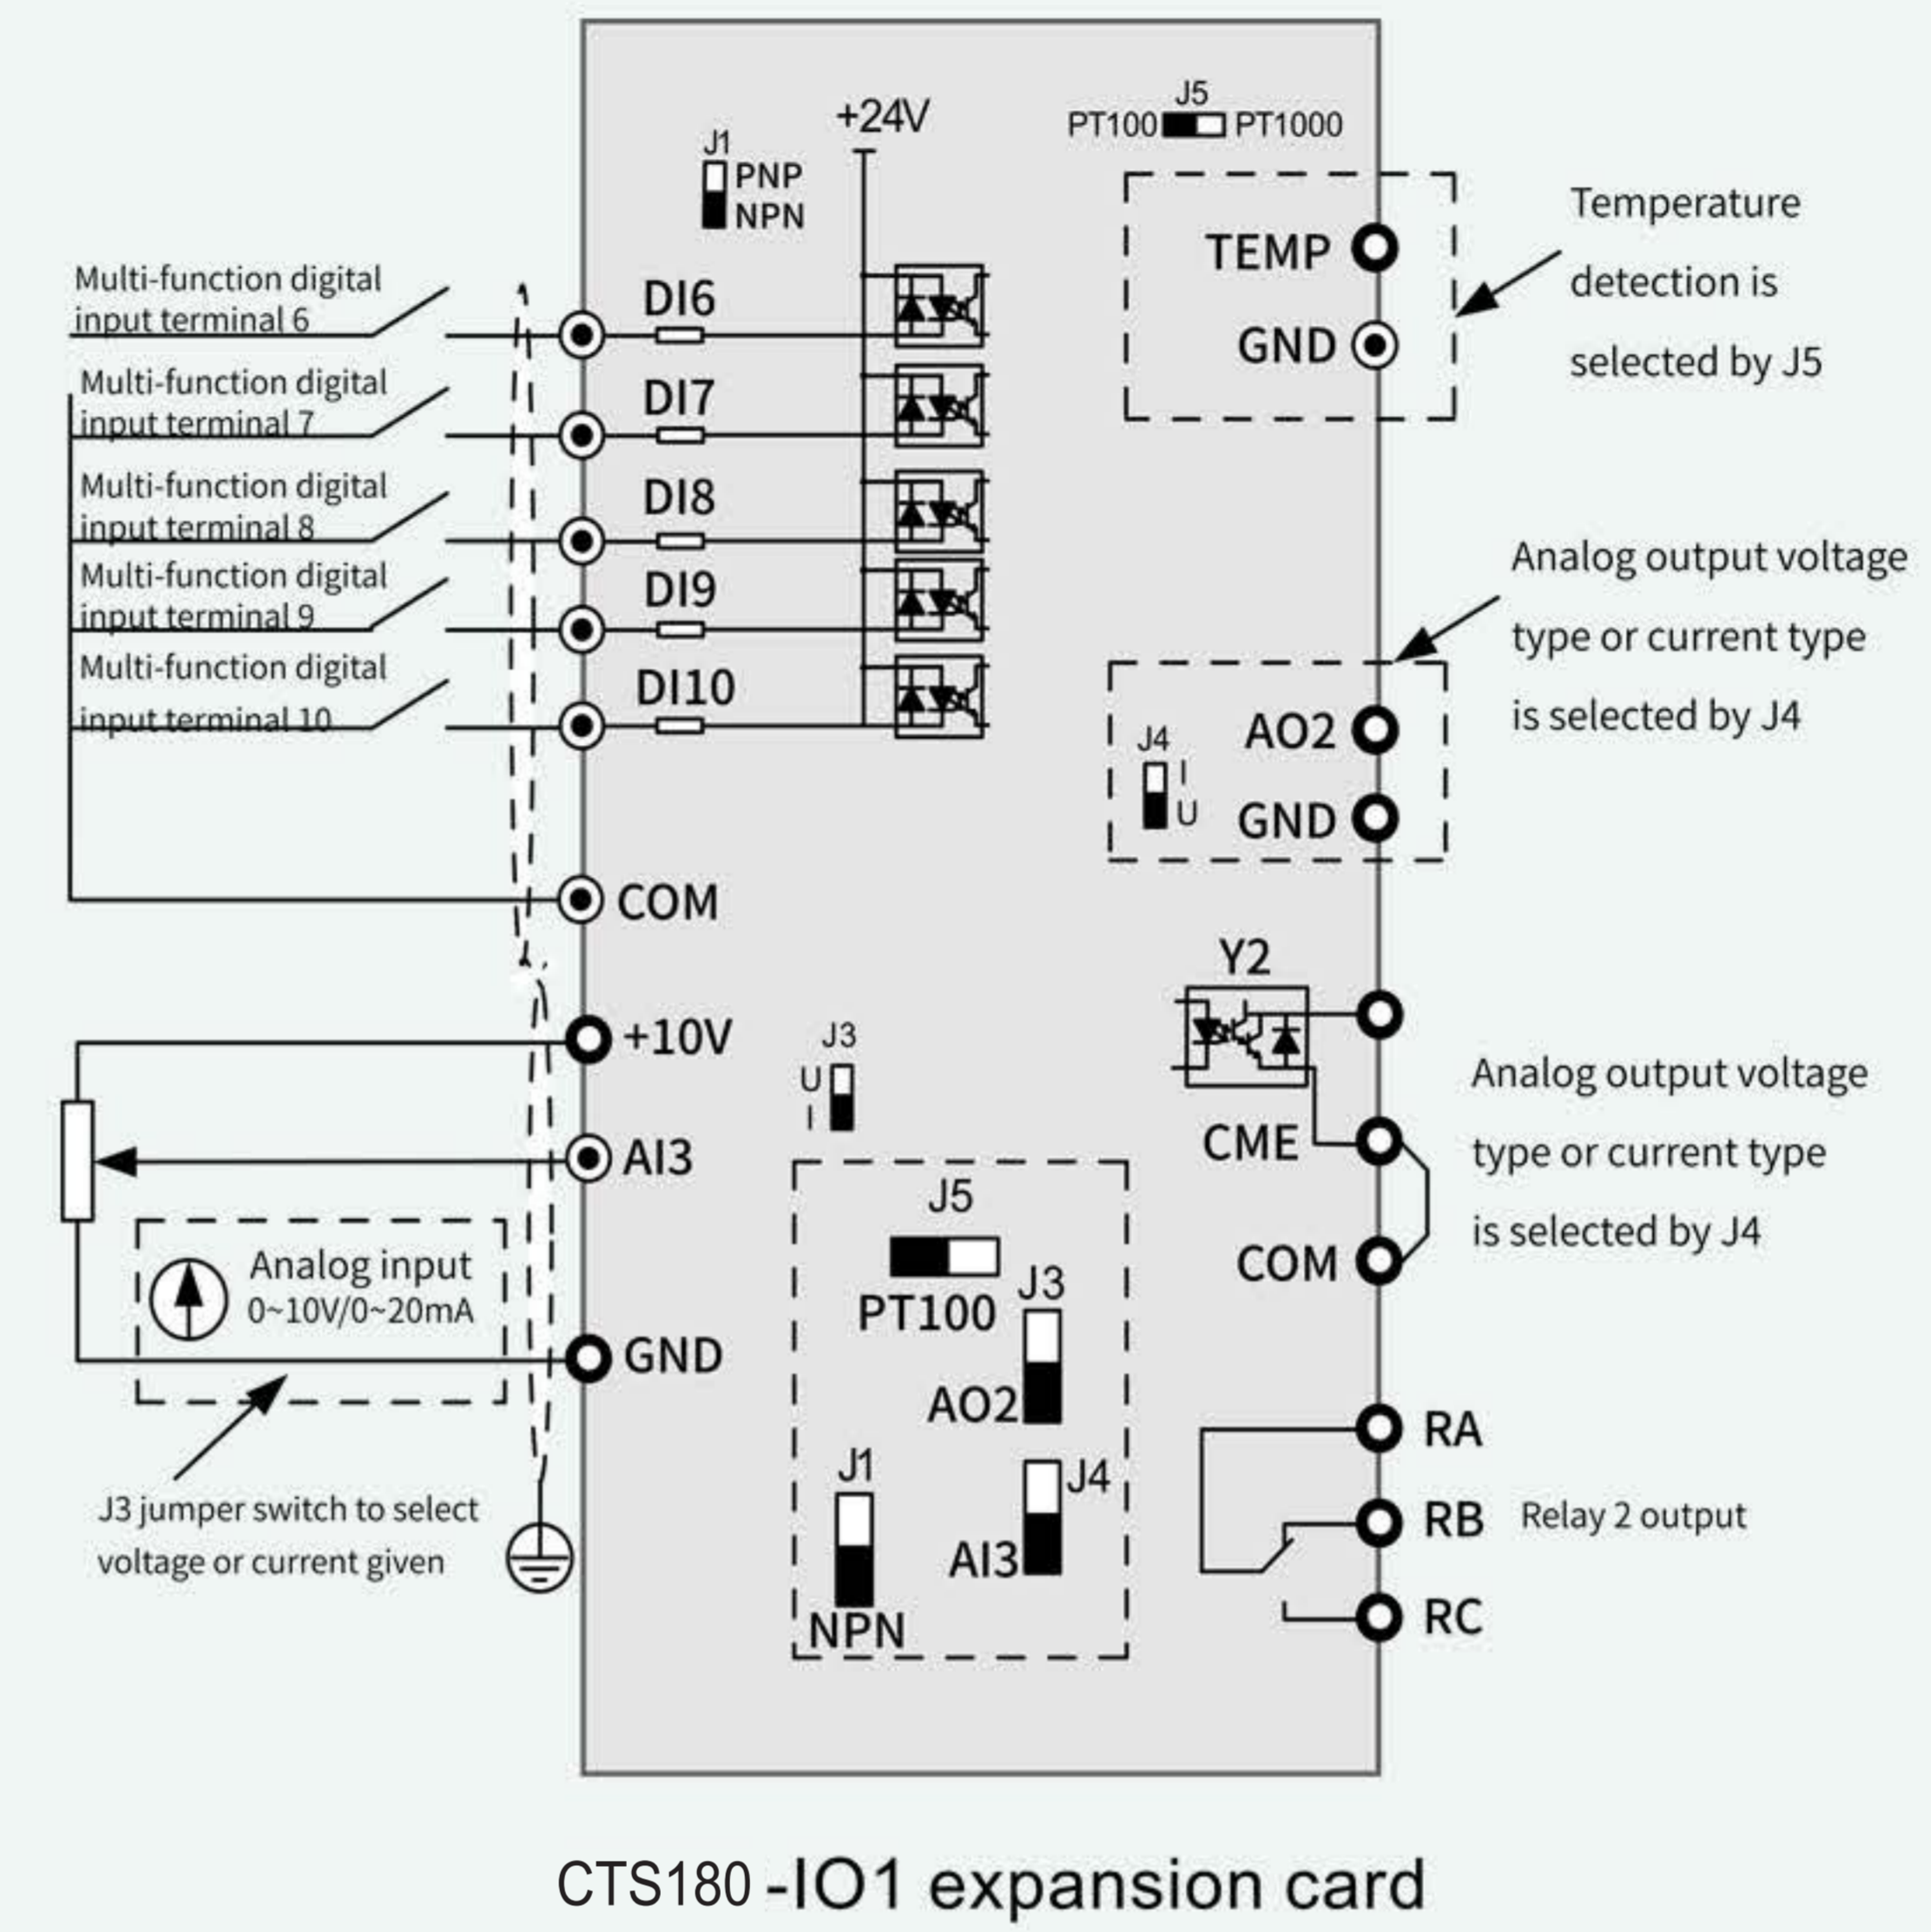 J1
PNP
NPN
+24V
J5
PT100 PT1000
Multi-function digital
input terminal 6
Multi-function digital
input terminal 7
Multi-function digital
input terminal 8
Multi-function digital
input terminal 9
Multi-function digital
input terminal 10
DI6
DI7
DI8
DI9
DI10
COM
TEMP
GND
Temperature
detection is
selected by J5
Analog output voltage
type or current type
is selected by J4
J4
I
U
AO2
GND
+10V
AI3
GND
Analog input
0~10V/0~20mA
J3 jumper switch to select
voltage or current given
J3
U
I
J5
PT100
J3
AO2
J1
NPN
J4
AI3
Y2
CME
COM
Analog output voltage
type or current type
is selected by J4
RA
RB
RC
Relay 2 output
CTS180 -IO1 expansion card